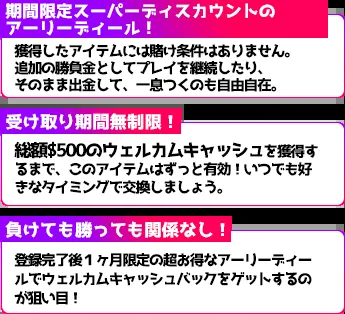 期間限定スーパーディスカウントの
アーリーディール！
獲得したアイテムには賭け条件はありません。
追加の勝負金としてプレイを継続したり、
そのまま出金して、一息つくのも自由自在。
受け取り期間無制限！
総額$500のウェルカムキャッシュを獲得す
るまで、このアイテムはずっと有効！いつでも好
きなタイミングで交換しましょう。
負けても勝っても関係なし！
登録完了後１ヶ月限定の超お得なアーリーディー
ルでウェルカムキャッシュバックをゲットするの
が狙い目！